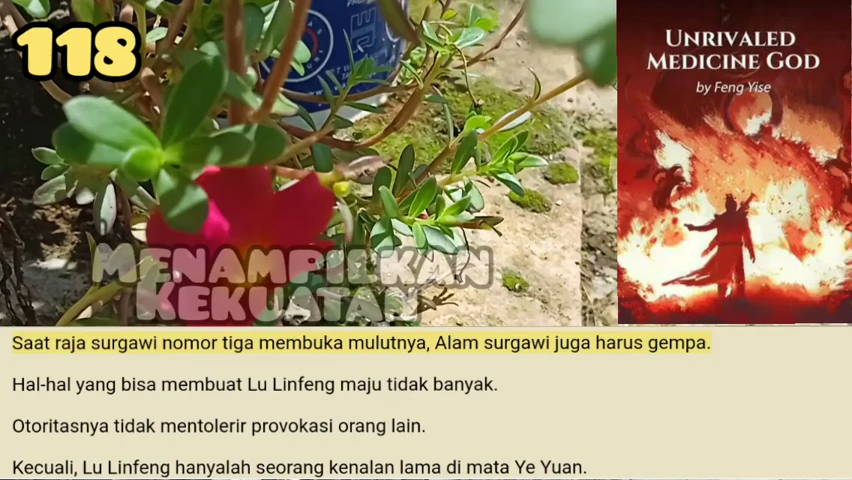 118
UNRIVALED
MEDICINE GOD
by Feng Yise
MENAMPILKAN
KEKUATAN
Saat raja surgawi nomor tiga membuka mulutnya, Alam surgawi juga harus gempa.
Hal-hal yang bisa membuat Lu Linfeng maju tidak banyak.
Otoritasnya tidak mentolerir provokasi orang lain.
Kecuali, Lu Linfeng hanyalah seorang kenalan lama di mata Ye Yuan.